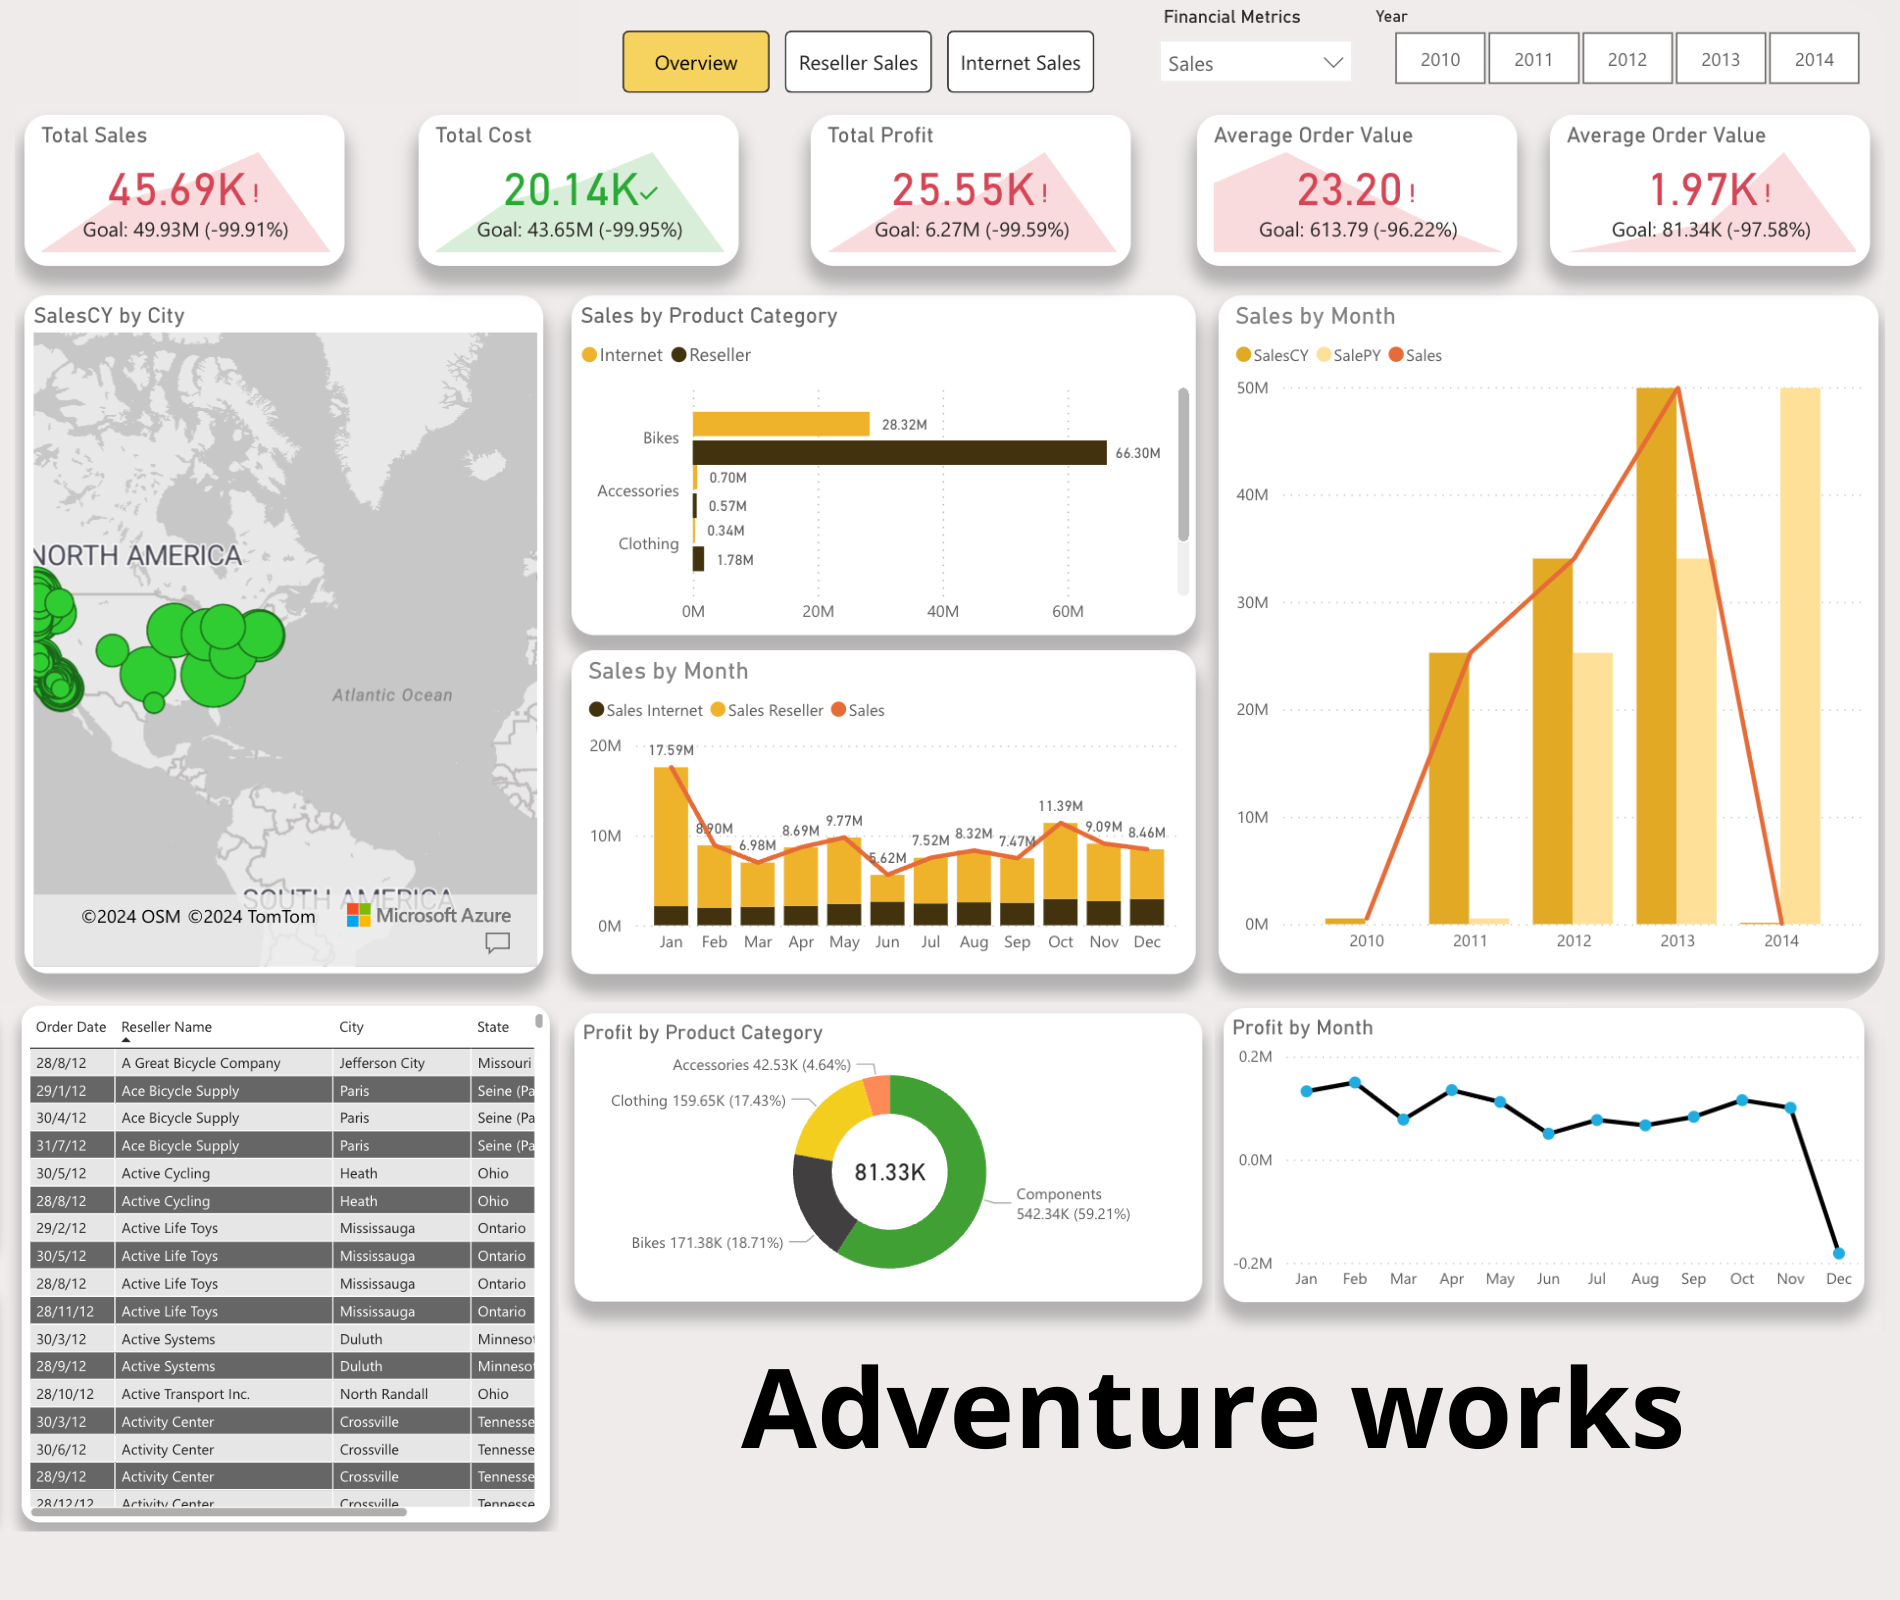 Financial Metrics
Year
Overview
Reseller Sales
Internet Sales
Sales
2010
2011
2012
2013
2014
Total Sales
45.69K!
Goal: 49.93M (-99.91%)
Total Cost
20.14K
Goal: 43.65M (-99.95%)
Total Profit
25.55K!
Goal: 6.27M (-99.59%)
Average Order Value
23.20!
Goal: 613.79 (-96.22%)
Average Order Value
1.97K!
Goal: 81.34K (-97.58%)
SalesCY by City
NORTH AMERICA
Atlantic Ocean
SOUTH AMERICA
©2024 OSM ©2024 TomTom
Microsoft Azure
Sales by Product Category
Internet Reseller
Bikes
28.32M
66.30M
Accessories
0.70M
0.57M
Clothing
0.34M
1.78M
0M 20M 40M 60M
Sales by Month
Sales Internet Sales Reseller Sales
20M
10M
0M
17.59M 8.90M 6.98M 8.69M 9.77M 5.62M 7.52M 8.32M 7.47M 11.39M 9.09M 8.46M
Jan Feb Mar Apr May Jun Jul Aug Sep Oct Nov Dec
Sales by Month
SalesCY SalePY Sales
50M
40M
30M
20M
10M
0M
2010 2011 2012 2013 2014
Order Date Reseller Name City State
28/8/12 A Great Bicycle Company Jefferson City Missouri
29/1/12 Ace Bicycle Supply Paris Seine (Pa
30/4/12 Ace Bicycle Supply Paris Seine (Pa
31/7/12 Ace Bicycle Supply Paris Seine (Pa
30/5/12 Active Cycling Heath Ohio
28/8/12 Active Cycling Heath Ohio
29/2/12 Active Life Toys Mississauga Ontario
30/5/12 Active Life Toys Mississauga Ontario
28/8/12 Active Life Toys Mississauga Ontario
28/11/12 Active Life Toys Mississauga Ontario
30/3/12 Active Systems Duluth Minnesot
28/9/12 Active Systems Duluth Minnesot
28/10/12 Active Transport Inc. North Randall Ohio
30/3/12 Activity Center Crossville Tennesse
30/6/12 Activity Center Crossville Tennesse
28/9/12 Activity Center Crossville Tennesse
28/12/12 Activity Center Crossville Tennesse
Profit by Product Category
Accessories 42.53K (4.64%)
Clothing 159.65K (17.43%)
81.33K
Components
542.34K (59.21%)
Bikes 171.38K (18.71%)
Profit by Month
0.2M
0.0M
-0.2M
Jan Feb Mar Apr May Jun Jul Aug Sep Oct Nov Dec
Adventure works